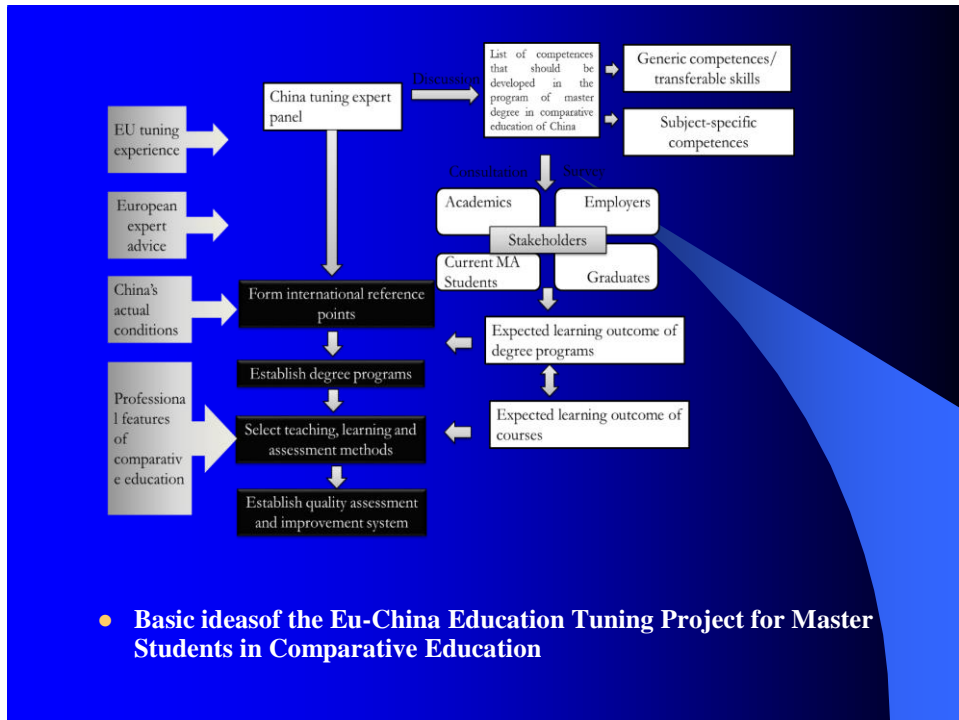 EU tuning
experience
European
expert
advice
China's
actual
conditions
Professiona
l features
of
comparativ
e education
China tuning expert
panel
Discussion
List of competences
that should be
developed in the
program of master
degree in comparative
education of China
Generic competences/
transferable skills
Subject-specific
competences
Consultation
Survey
Academics
Employers
Stakeholders
Current MA
Students
Graduates
Form international reference
points
Expected learning outcome of
degree programs
Establish degree programs
Expected learning outcome of
courses
Select teaching, learning and
assessment methods
Establish quality assessment
and improvement system
Basic ideasof the Eu-China Education Tuning Project for Master
Students in Comparative Education